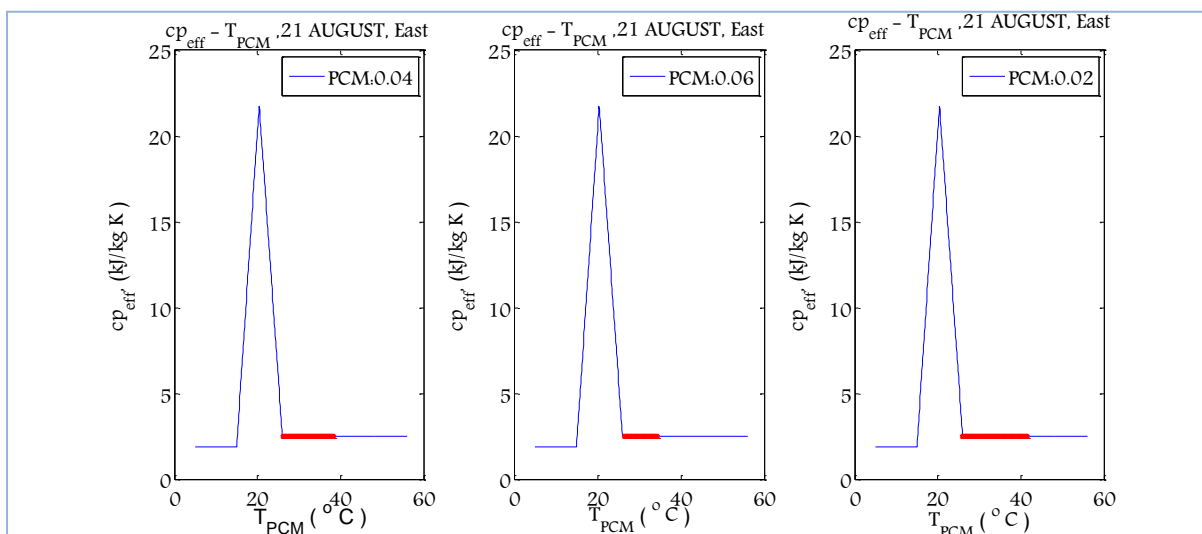 cp_eff - T_PCM ,21 AUGUST, East
25
20
15
10
5
0
cp_eff, (kJ/kg K )
PCM:0.04
0 20 40 60
T_PCM ( °C)
cp_eff - T_PCM ,21 AUGUST, East
25
20
15
10
5
0
cp_eff, (kJ/kg K )
PCM:0.06
0 20 40 60
T_PCM ( °C)
cp_eff - T_PCM ,21 AUGUST, East
25
20
15
10
5
0
cp_eff, (kJ/kg K )
PCM:0.02
0 20 40 60
T_PCM ( °C)